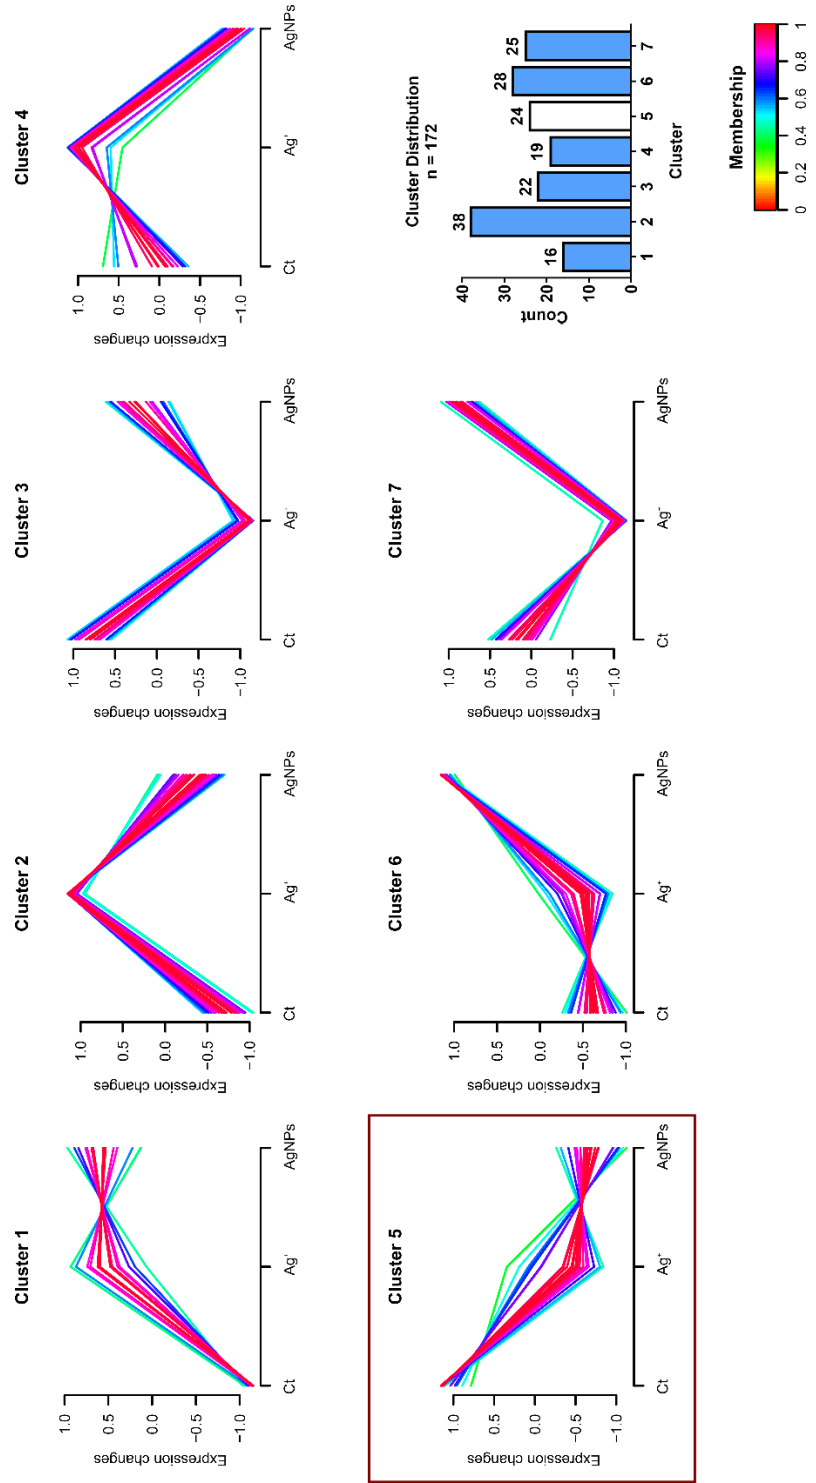 Cluster 1
Expression changes
1.0
0.5
0.0
−0.5
−1.0
Ct Ag⁺ AgNPs
Cluster 2
Expression changes
1.0
0.5
0.0
−0.5
−1.0
Ct Ag⁺ AgNPs
Cluster 3
Expression changes
1.0
0.5
0.0
−0.5
−1.0
Ct Ag⁺ AgNPs
Cluster 4
Expression changes
1.0
0.5
0.0
−0.5
−1.0
Ct Ag⁺ AgNPs
Cluster 5
Expression changes
1.0
0.5
0.0
−0.5
−1.0
Ct Ag⁺ AgNPs
Cluster 6
Expression changes
1.0
0.5
0.0
−0.5
−1.0
Ct Ag⁺ AgNPs
Cluster 7
Expression changes
1.0
0.5
0.0
−0.5
−1.0
Ct Ag⁺ AgNPs
Cluster Distribution
n = 172
Count
40
30
20
10
0
16 38 22 19 24 28 25
1 2 3 4 5 6 7
Cluster
Membership
0 0.2 0.4 0.6 0.8 1